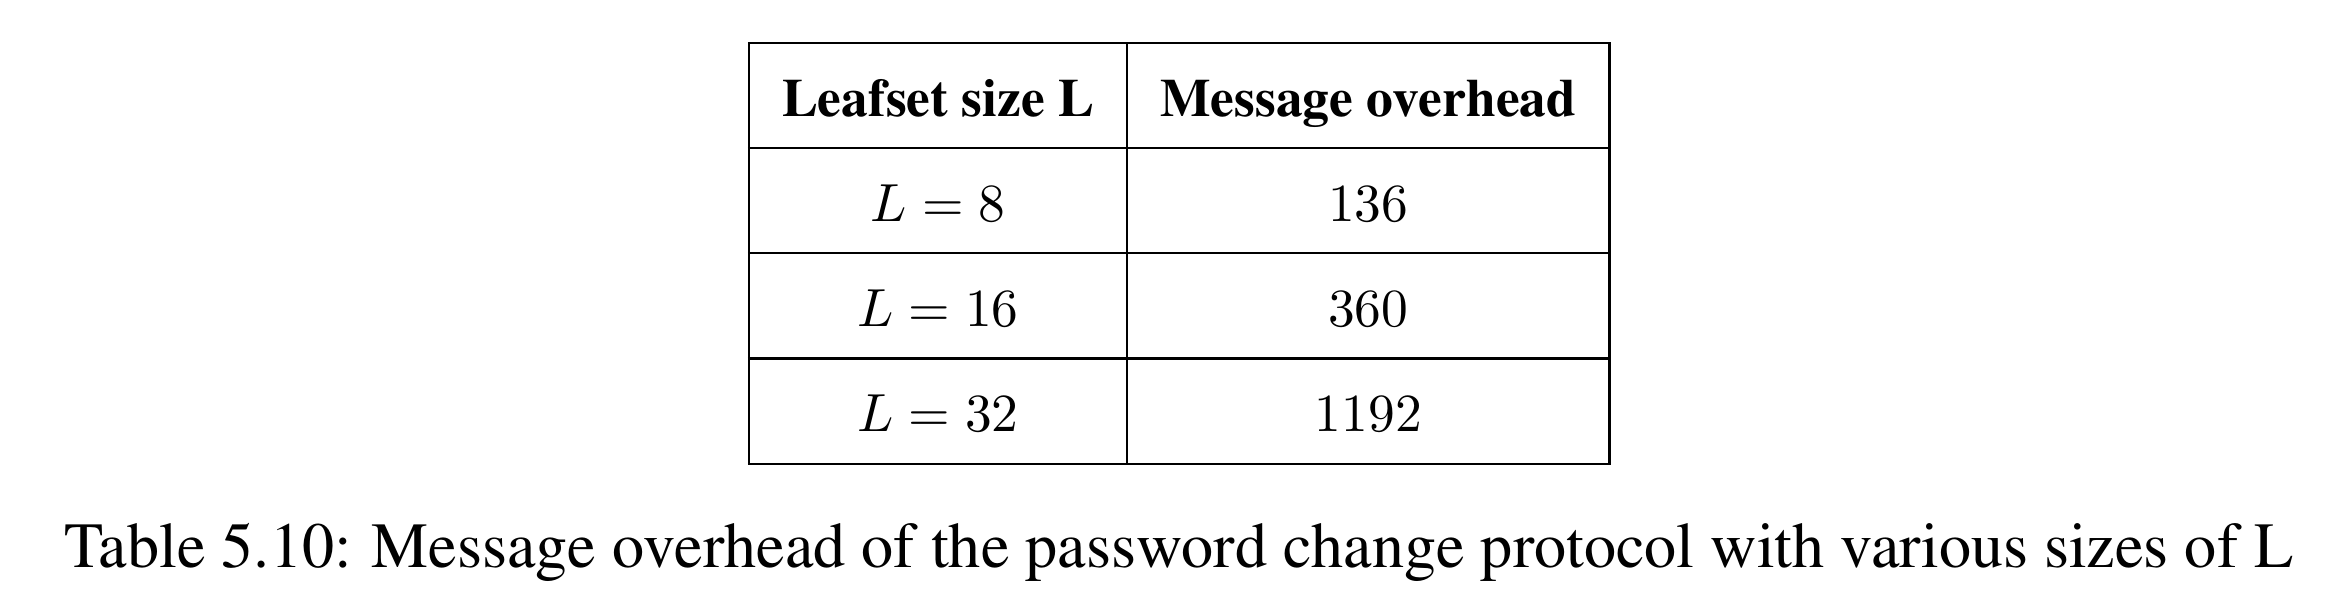 Leafset size L Message overhead
L = 8 136
L = 16 360
L = 32 1192
Table 5.10: Message overhead of the password change protocol with various sizes of L